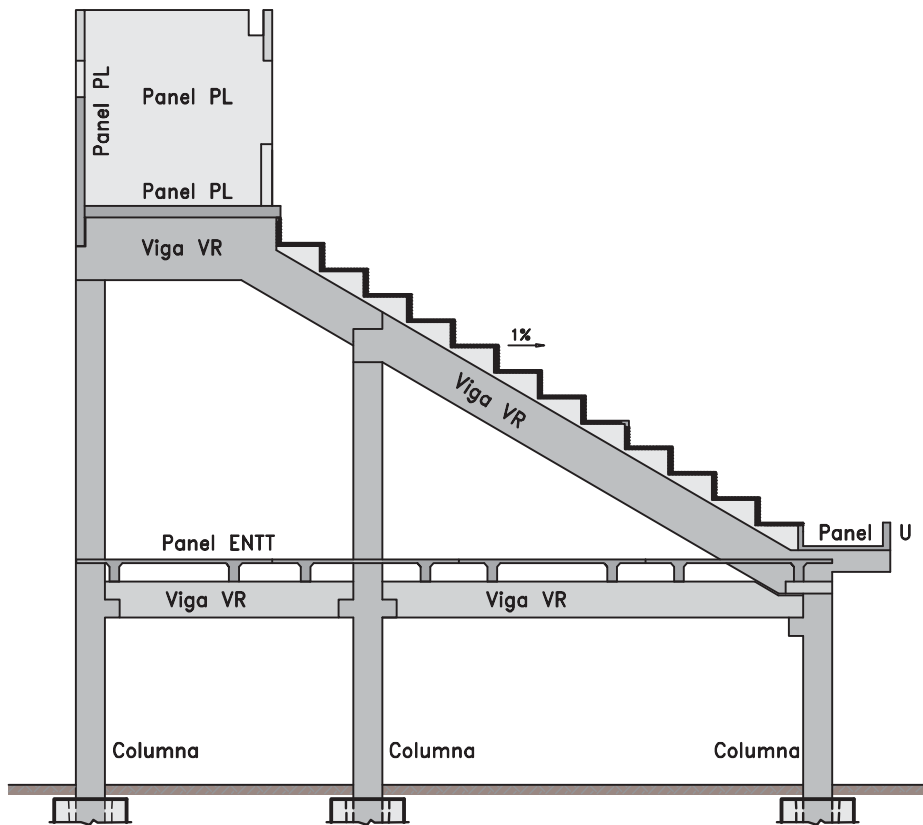 Panel PL
Panel PL
Panel PL
Viga VR
1%
Viga VR
Panel U
Panel ENTT
Viga VR
Viga VR
Columna
Columna
Columna